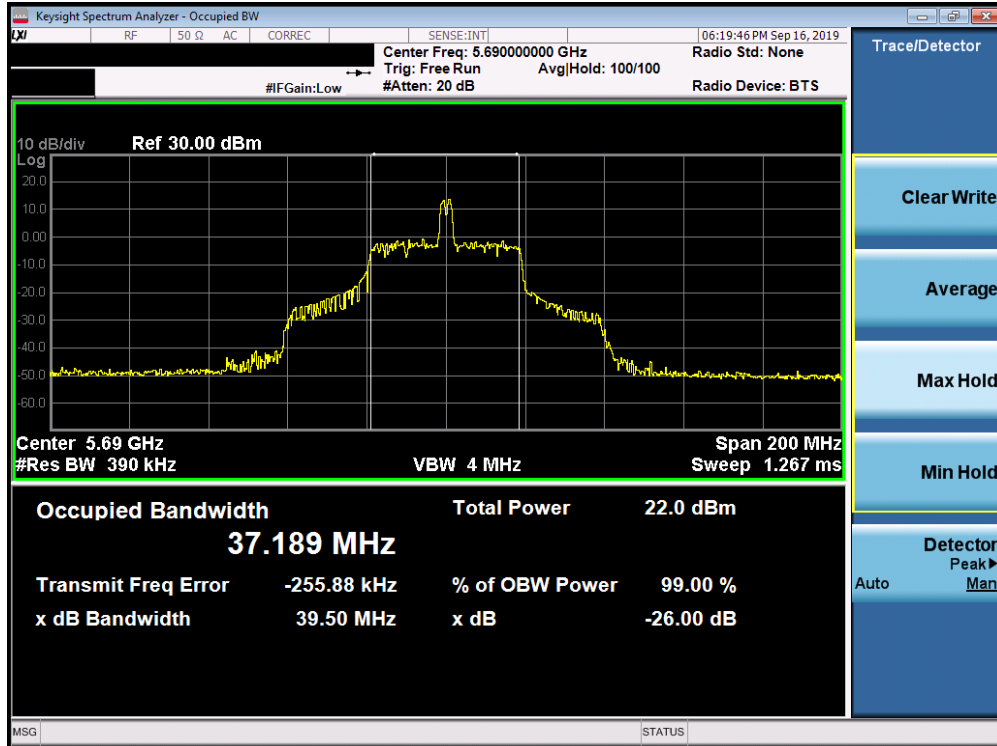 Keysight Spectrum Analyzer - Occupied BW
LXI RF 50 Ω AC CORREC SENSE:INT 06:19:46 PM Sep 16, 2019
Center Freq: 5.690000000 GHz Radio Std: None
Trig: Free Run Avg|Hold: 100/100
#IFGain:Low #Atten: 20 dB Radio Device: BTS
10 dB/div Ref 30.00 dBm
Log
20.0
10.0
0.00
-10.0
-20.0
-30.0
-40.0
-50.0
-60.0
Center 5.69 GHz Span 200 MHz
#Res BW 390 kHz VBW 4 MHz Sweep 1.267 ms
Occupied Bandwidth Total Power 22.0 dBm
37.189 MHz
Transmit Freq Error -255.88 kHz % of OBW Power 99.00 %
x dB Bandwidth 39.50 MHz x dB -26.00 dB
MSG STATUS
Trace/Detector
Clear Write
Average
Max Hold
Min Hold
Detector
Peak▶
Auto Man